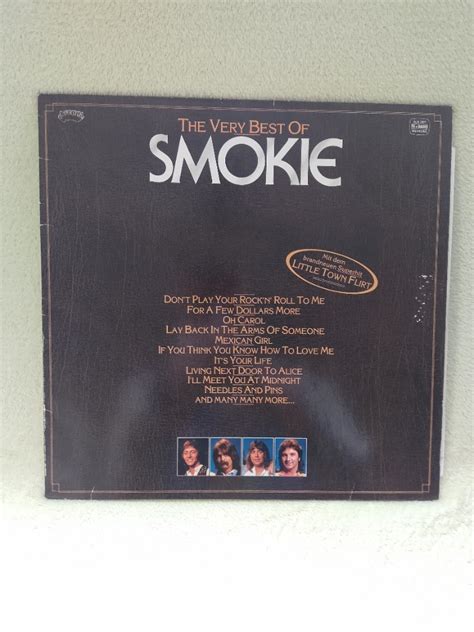 THE VERY BEST OF
SMOKIE
Mit dem
brandneuen Superhit
LITTLE TOWN FLIRT
DON'T PLAY YOUR ROCK'N' ROLL TO ME
FOR A FEW DOLLARS MORE
OH CAROL
LAY BACK IN THE ARMS OF SOMEONE
MEXICAN GIRL
IF YOU THINK YOU KNOW HOW TO LOVE ME
IT'S YOUR LIFE
LIVING NEXT DOOR TO ALICE
I'LL MEET YOU AT MIDNIGHT
NEEDLES AND PINS
AND MANY MANY MORE...